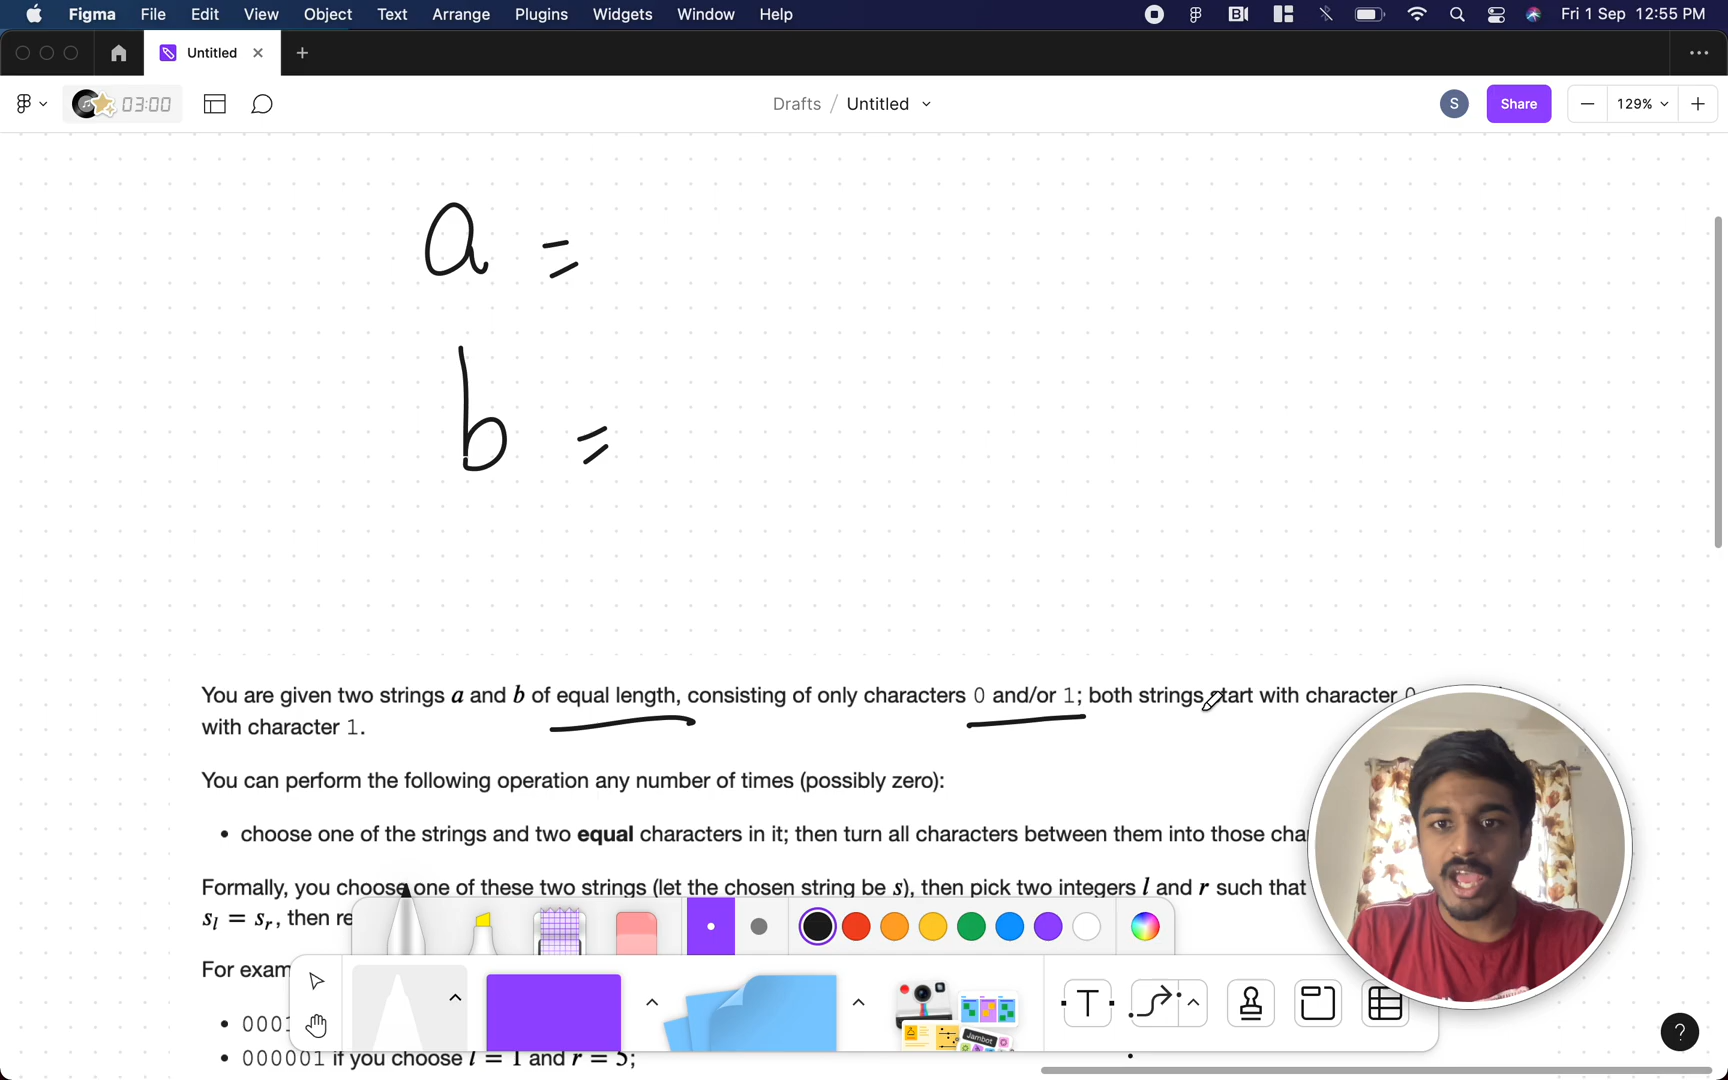 Figma File Edit View Object Text Arrange Plugins Widgets Window Help Fri 1 Sep 12:55 PM
Untitled
03:00 Drafts / Untitled S Share 129%
a =
b =
You are given two strings a and b of equal length, consisting of only characters 0 and/or 1; both strings start with character 0
with character 1.
You can perform the following operation any number of times (possibly zero):
• choose one of the strings and two equal characters in it; then turn all characters between them into those cha
Formally, you choose one of these two strings (let the chosen string be s), then pick two integers l and r such that
sl = sr, then re
For exam
• 0001
• 000001 if you choose l = 1 and r = 5;
T
Jambot
?